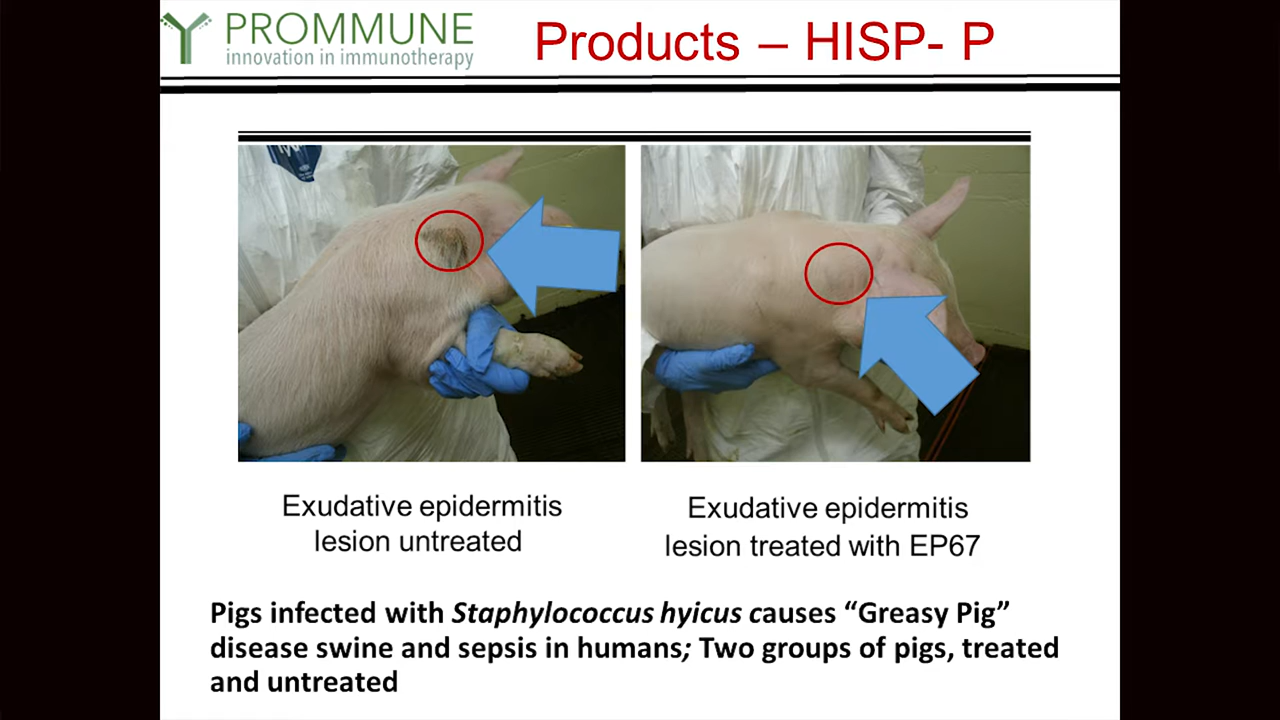 PROMMUNE
innovation in immunotherapy
Products – HISP- P
Exudative epidermitis
lesion untreated
Exudative epidermitis
lesion treated with EP67
Pigs infected with Staphylococcus hyicus causes “Greasy Pig”
disease swine and sepsis in humans; Two groups of pigs, treated
and untreated